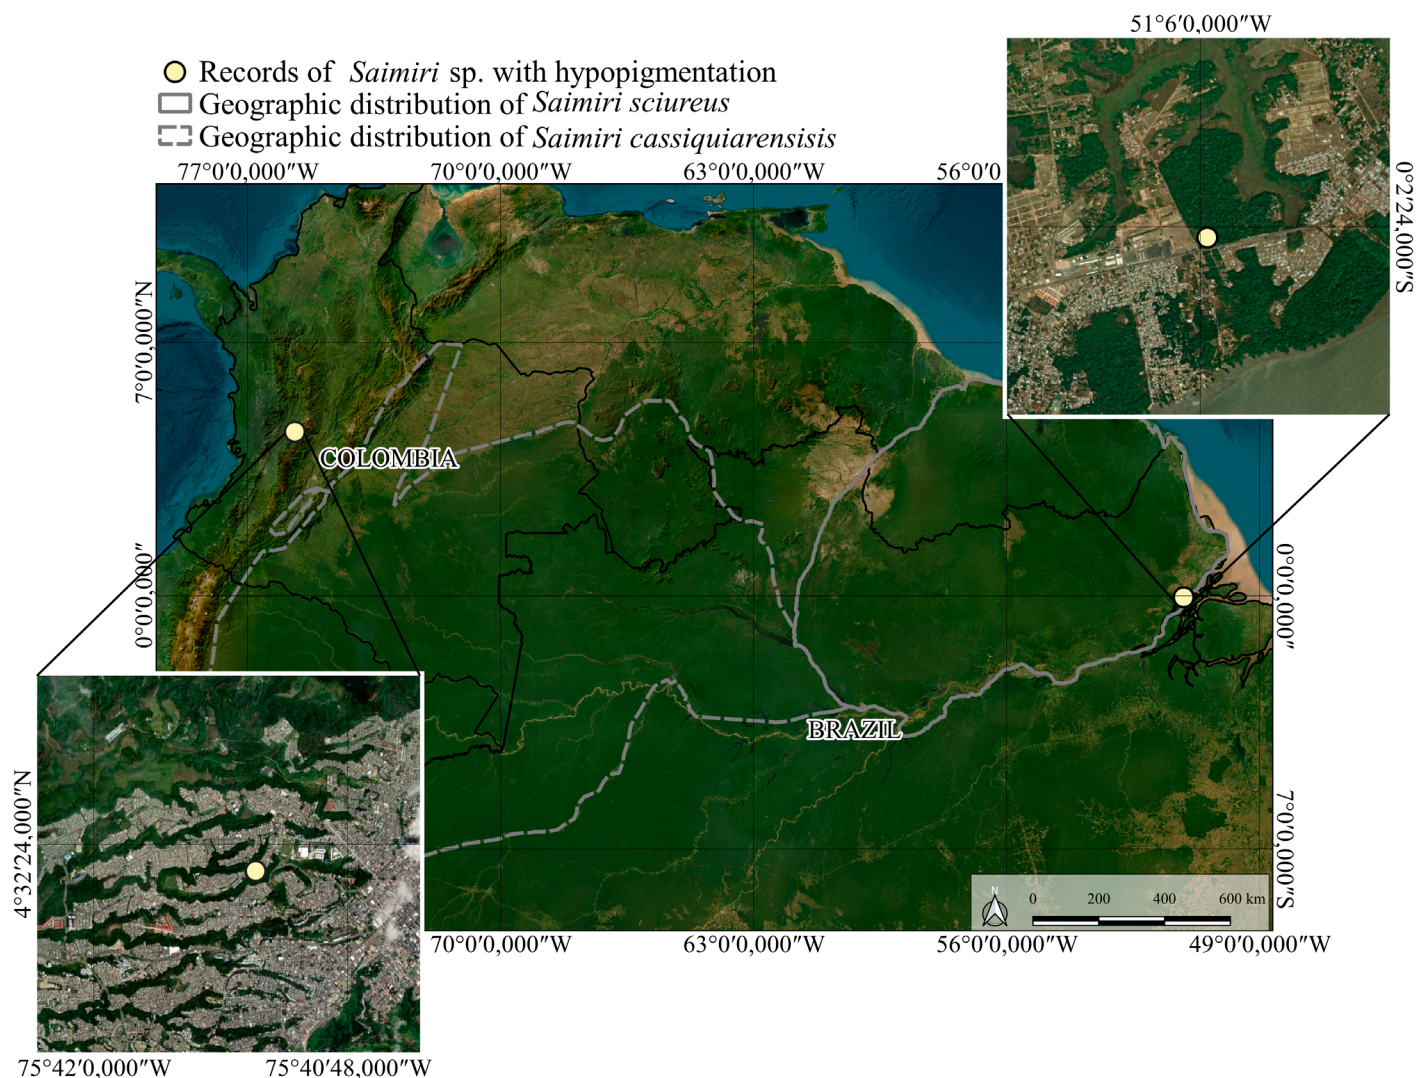 51°6′0,000″W
Records of Saimiri sp. with hypopigmentation
Geographic distribution of Saimiri sciureus
Geographic distribution of Saimiri cassiquiarensisis
77°0′0,000″W
70°0′0,000″W
63°0′0,000″W
56°0′0
0°2′24,000″S
7°0′0,000″N
COLOMBIA
0°0′0,000″
0°0′0,000″
BRAZIL
4°32′24,000″N
7°0′0,000″S
N
0 200 400 600 km
70°0′0,000″W
63°0′0,000″W
56°0′0,000″W
49°0′0,000″W
75°42′0,000″W
75°40′48,000″W